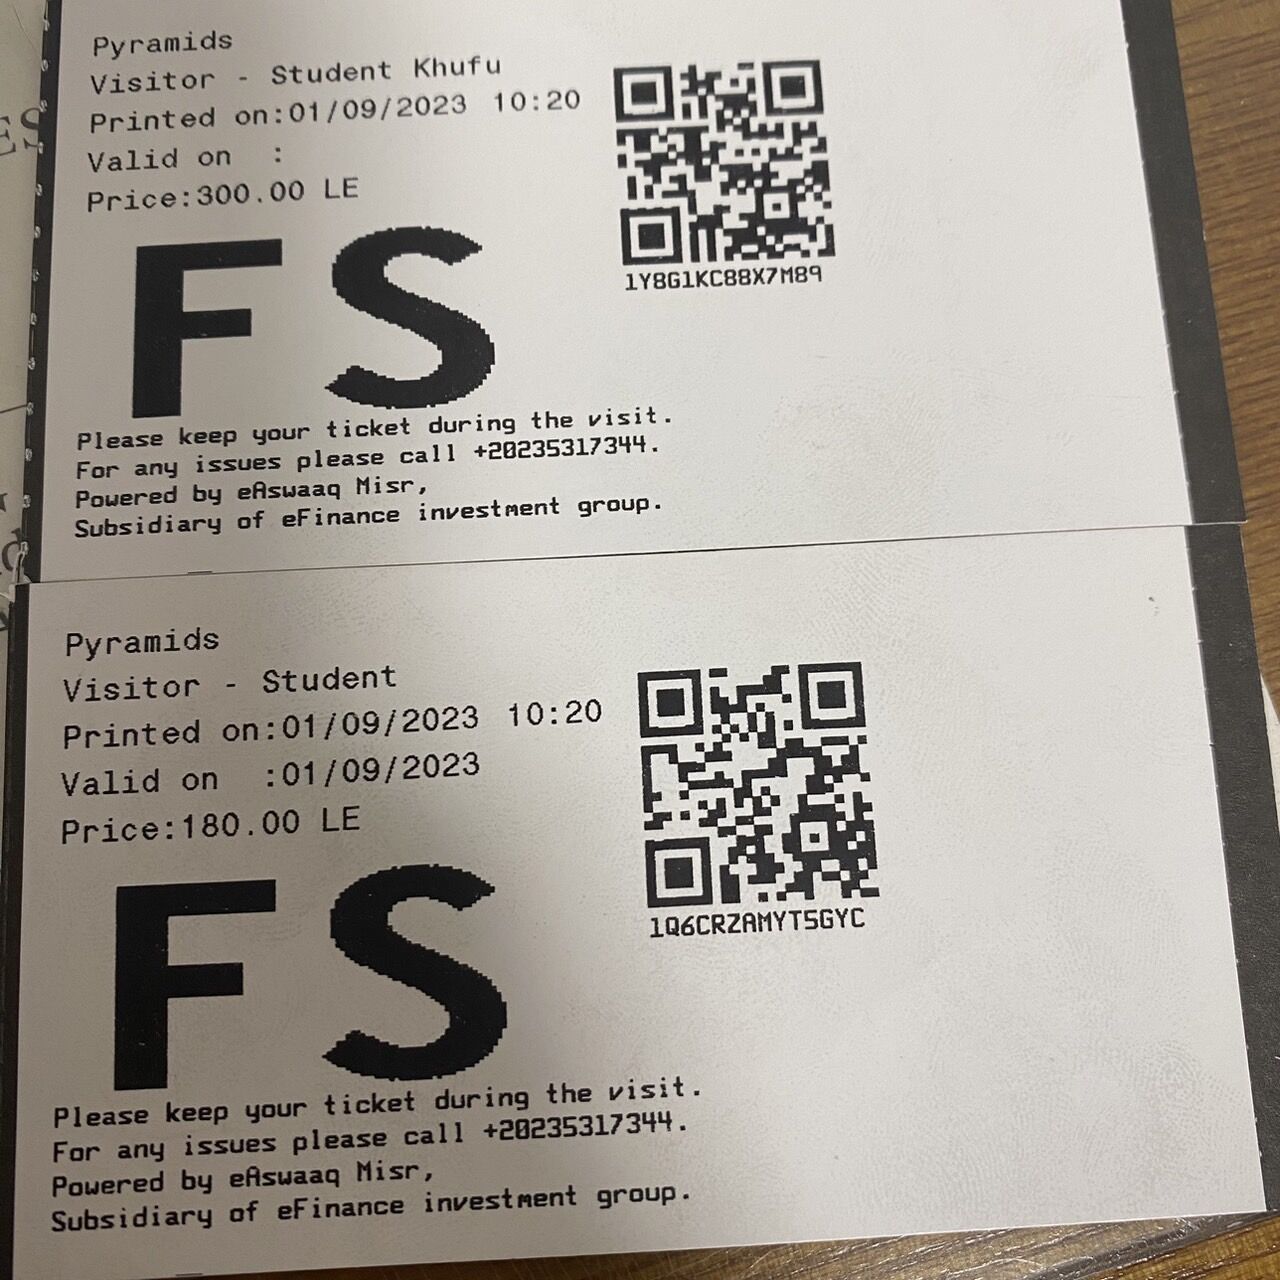 Pyramids
Visitor - Student Khufu
Printed on:01/09/2023 10:20
Valid on :
Price:300.00 LE
1Y8G1KC88X7M89
FS
Please keep your ticket during the visit.
For any issues please call +20235317344.
Powered by eAswaaq Misr,
Subsidiary of eFinance investment group.
Pyramids
Visitor - Student
Printed on:01/09/2023 10:20
Valid on :01/09/2023
Price:180.00 LE
1Q6CRZAMYT5GYC
FS
Please keep your ticket during the visit.
For any issues please call +20235317344.
Powered by eAswaaq Misr,
Subsidiary of eFinance investment group.
ES